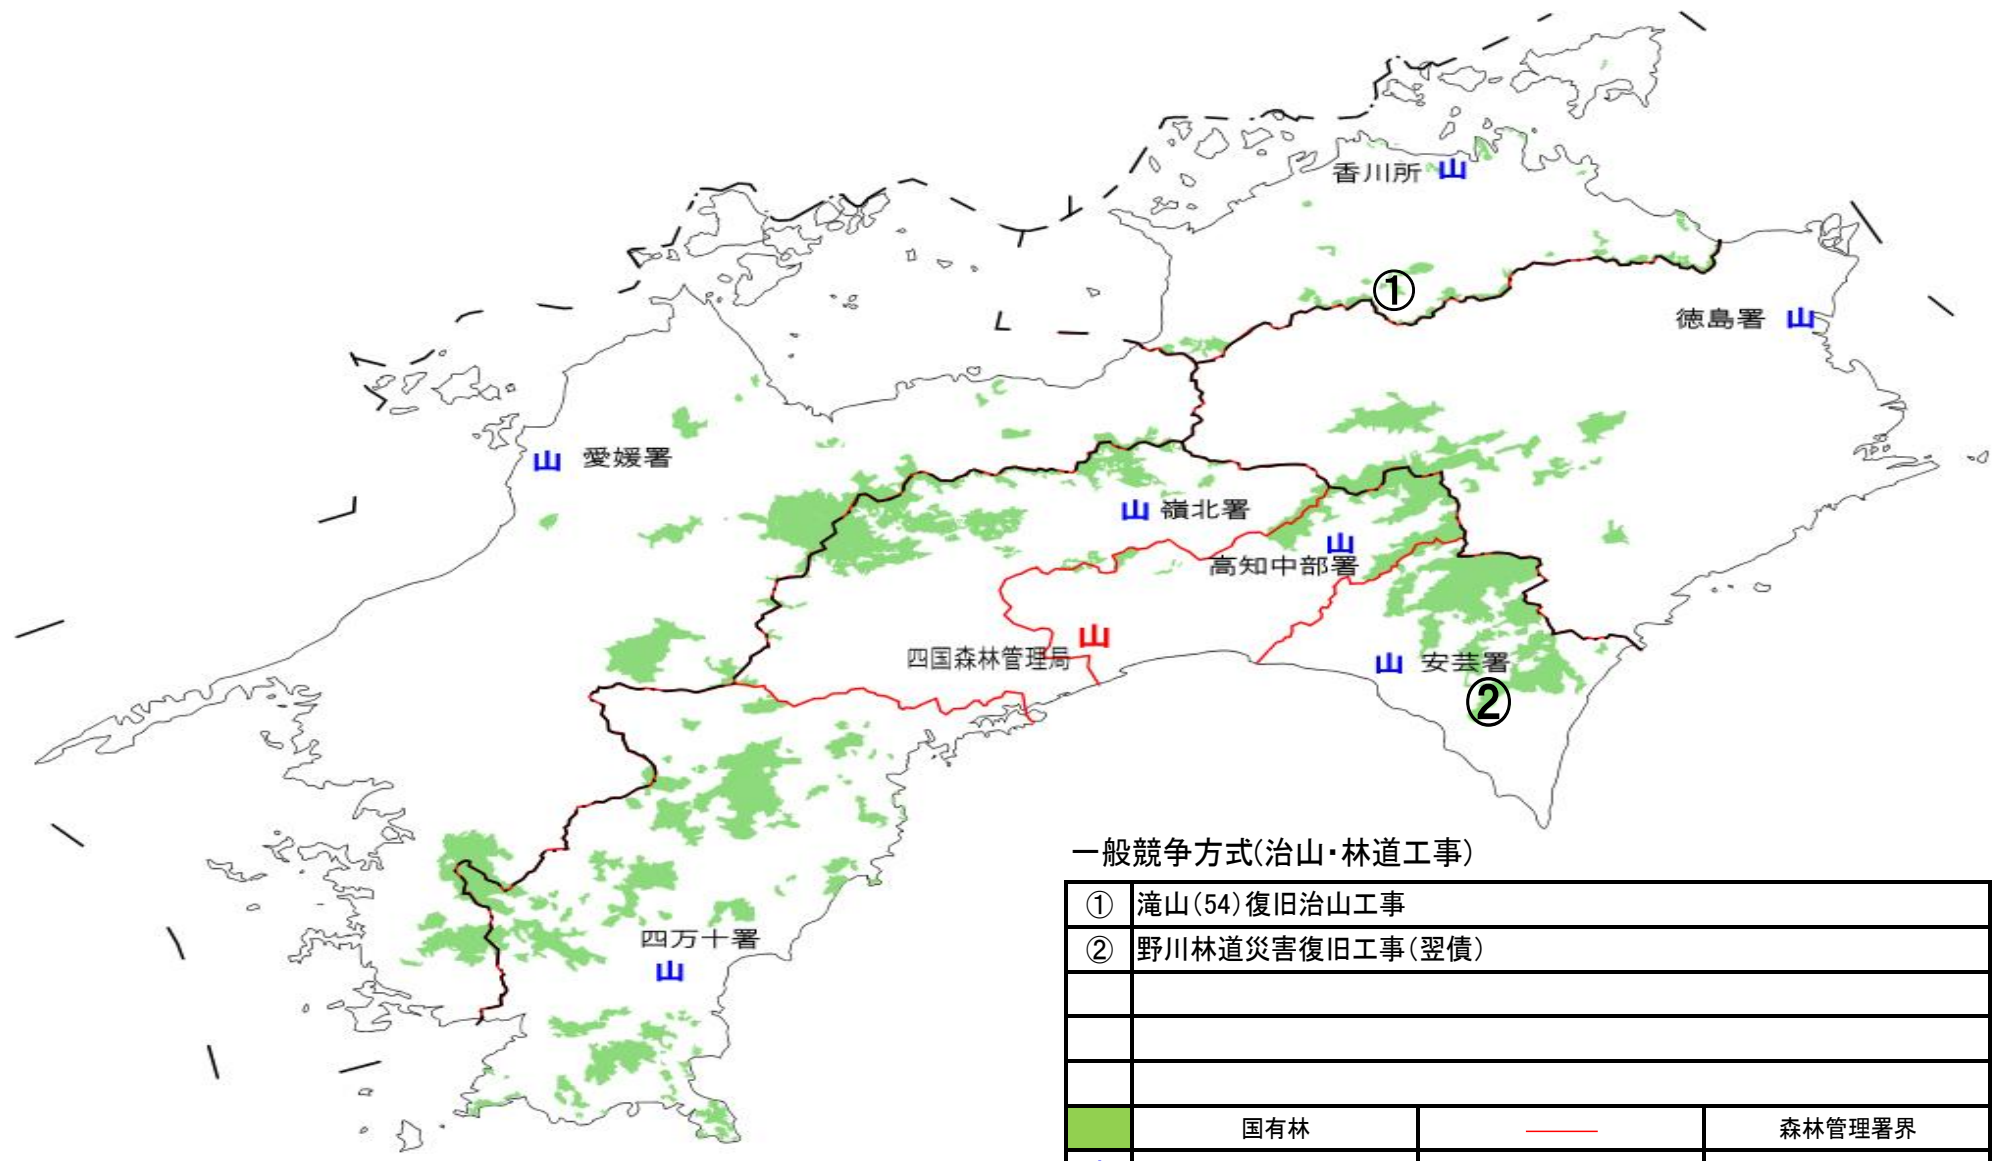 香川所
①
徳島署
愛媛署
嶺北署
高知中部署
四国森林管理局
安芸署
②
四万十署
一般競争方式(治山・林道工事)
① 滝山(54)復旧治山工事
② 野川林道災害復旧工事(翌債)
国有林 森林管理署界